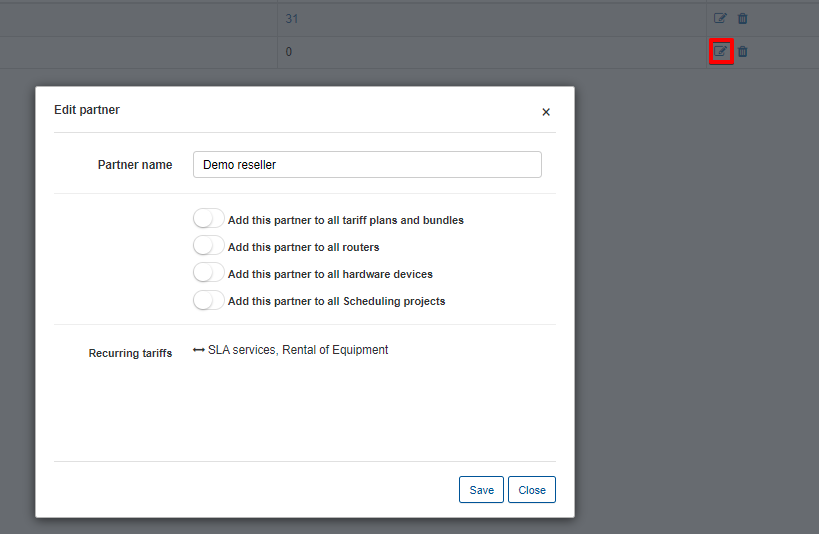 31
0
Edit partner
×
Partner name Demo reseller
Add this partner to all tariff plans and bundles
Add this partner to all routers
Add this partner to all hardware devices
Add this partner to all Scheduling projects
Recurring tariffs SLA services, Rental of Equipment
Save Close